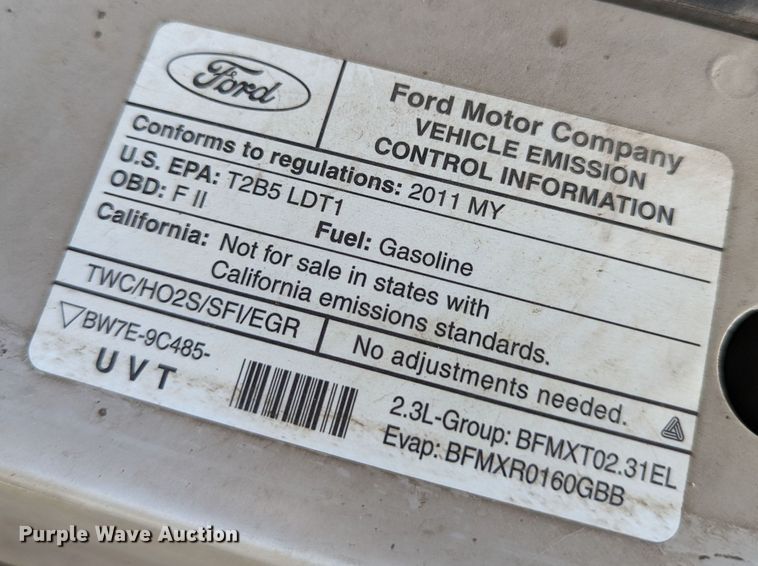 Ford
Ford Motor Company
VEHICLE EMISSION
CONTROL INFORMATION
Conforms to regulations: 2011 MY
U.S. EPA: T2B5 LDT1
OBD: F II
Fuel: Gasoline
California: Not for sale in states with
California emissions standards.
TWC/HO2S/SFI/EGR
No adjustments needed.
BW7E-9C485-
UVT
2.3L-Group: BFMXT02.31EL
Evap: BFMXR0160GBB
Purple Wave Auction